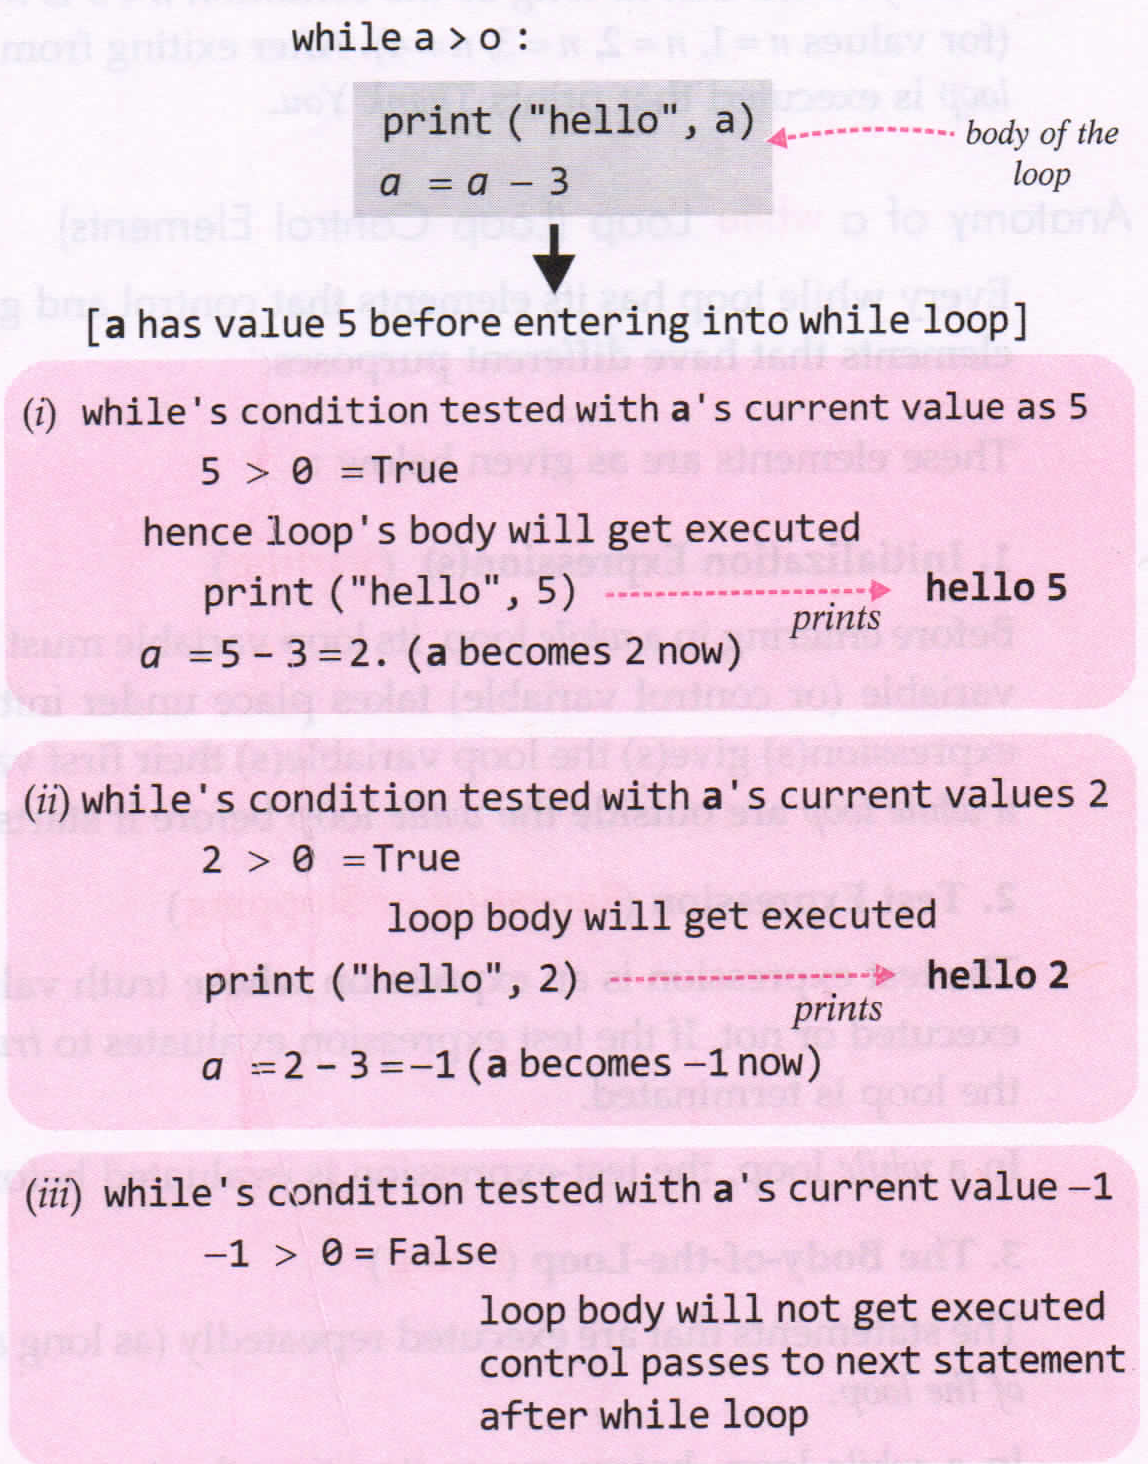 while a > o :
print ("hello", a)
a = a – 3
body of the
loop
[a has value 5 before entering into while loop]
(i) while's condition tested with a's current value as 5
5 > 0 = True
hence loop's body will get executed
print ("hello", 5)
prints
hello 5
a = 5 – 3 = 2. (a becomes 2 now)
(ii) while's condition tested with a's current values 2
2 > 0 = True
loop body will get executed
print ("hello", 2)
prints
hello 2
a = 2 – 3 = –1 (a becomes –1 now)
(iii) while's condition tested with a's current value –1
–1 > 0 = False
loop body will not get executed
control passes to next statement
after while loop